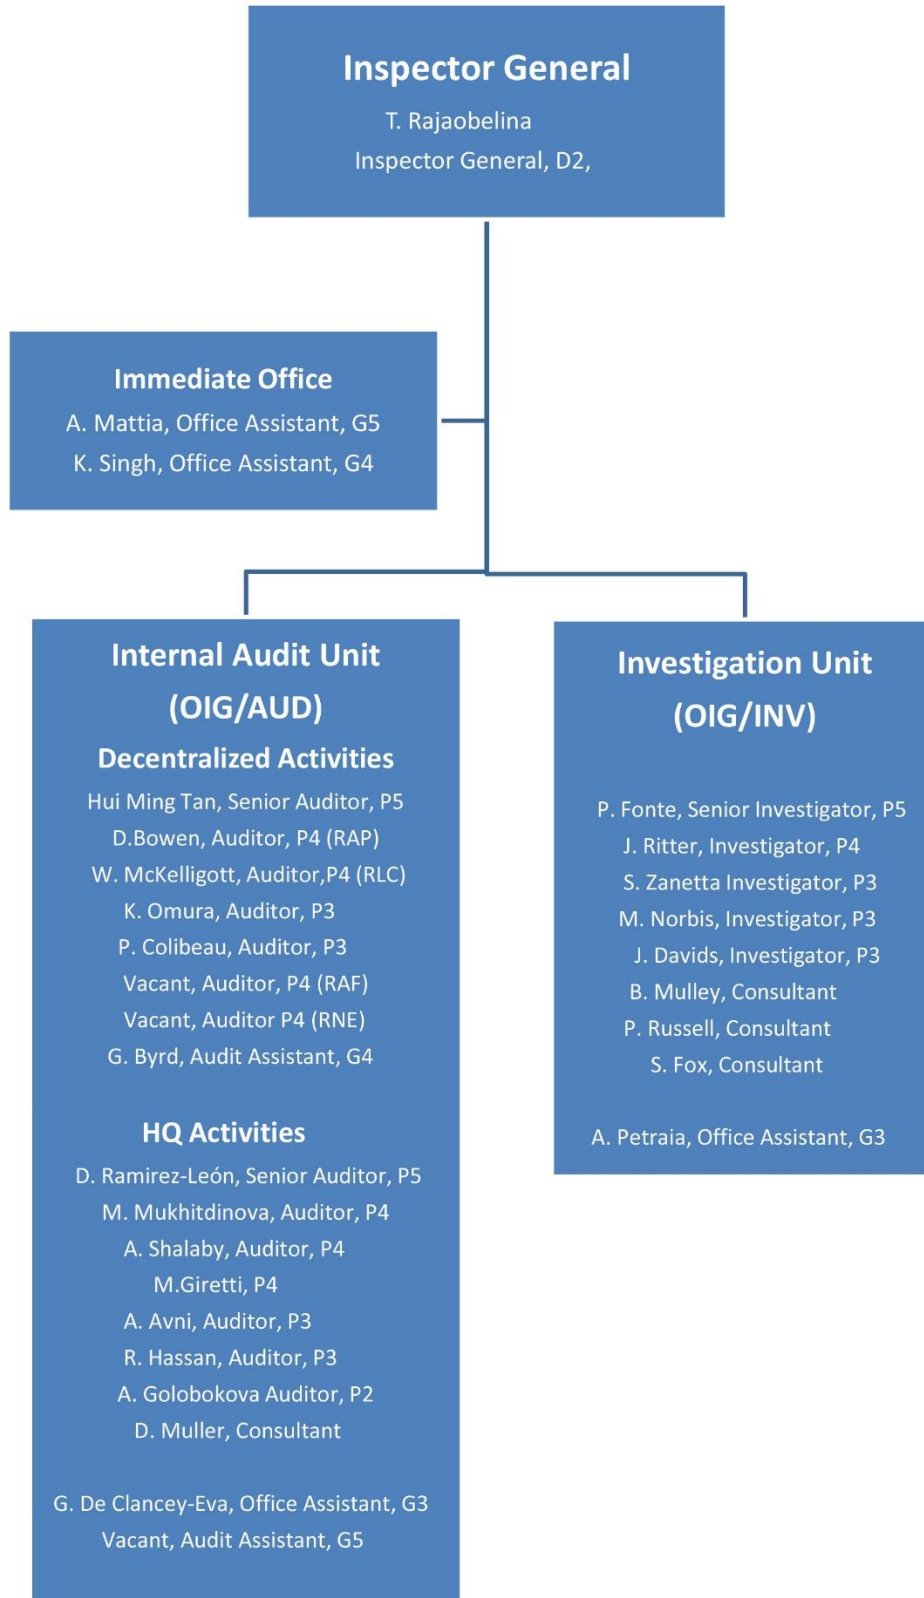 Inspector General
T. Rajaobelina
Inspector General, D2,
Immediate Office
A. Mattia, Office Assistant, G5
K. Singh, Office Assistant, G4
Internal Audit Unit
(OIG/AUD)
Decentralized Activities
Hui Ming Tan, Senior Auditor, P5
D.Bowen, Auditor, P4 (RAP)
W. McKelligott, Auditor,P4 (RLC)
K. Omura, Auditor, P3
P. Colibeau, Auditor, P3
Vacant, Auditor, P4 (RAF)
Vacant, Auditor P4 (RNE)
G. Byrd, Audit Assistant, G4
HQ Activities
D. Ramirez-León, Senior Auditor, P5
M. Mukhitdinova, Auditor, P4
A. Shalaby, Auditor, P4
M.Giretti, P4
A. Avni, Auditor, P3
R. Hassan, Auditor, P3
A. Golobokova Auditor, P2
D. Muller, Consultant
G. De Clancey-Eva, Office Assistant, G3
Vacant, Audit Assistant, G5
Investigation Unit
(OIG/INV)
P. Fonte, Senior Investigator, P5
J. Ritter, Investigator, P4
S. Zanetta Investigator, P3
M. Norbis, Investigator, P3
J. Davids, Investigator, P3
B. Mulley, Consultant
P. Russell, Consultant
S. Fox, Consultant
A. Petraia, Office Assistant, G3